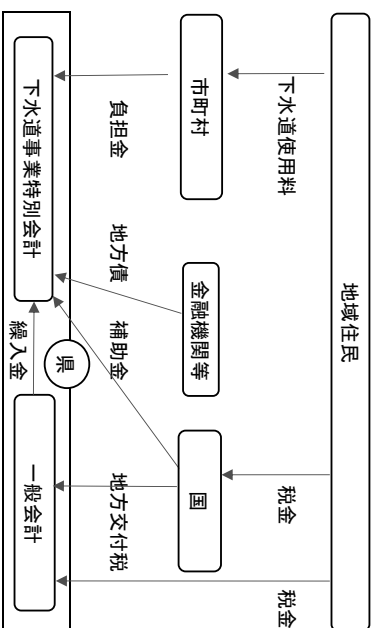 地域住民
下水道使用料
税金
税金
市町村
金融機関等
国
負担金
地方債
補助金
地方交付税
県
下水道事業特別会計
繰入金
一般会計